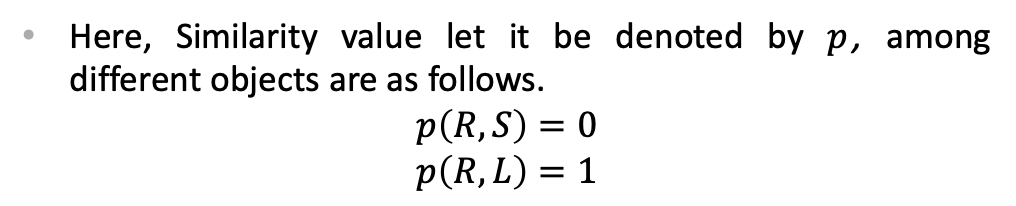 • Here, Similarity value let it be denoted by p, among
different objects are as follows.
p(R, S) = 0
p(R, L) = 1